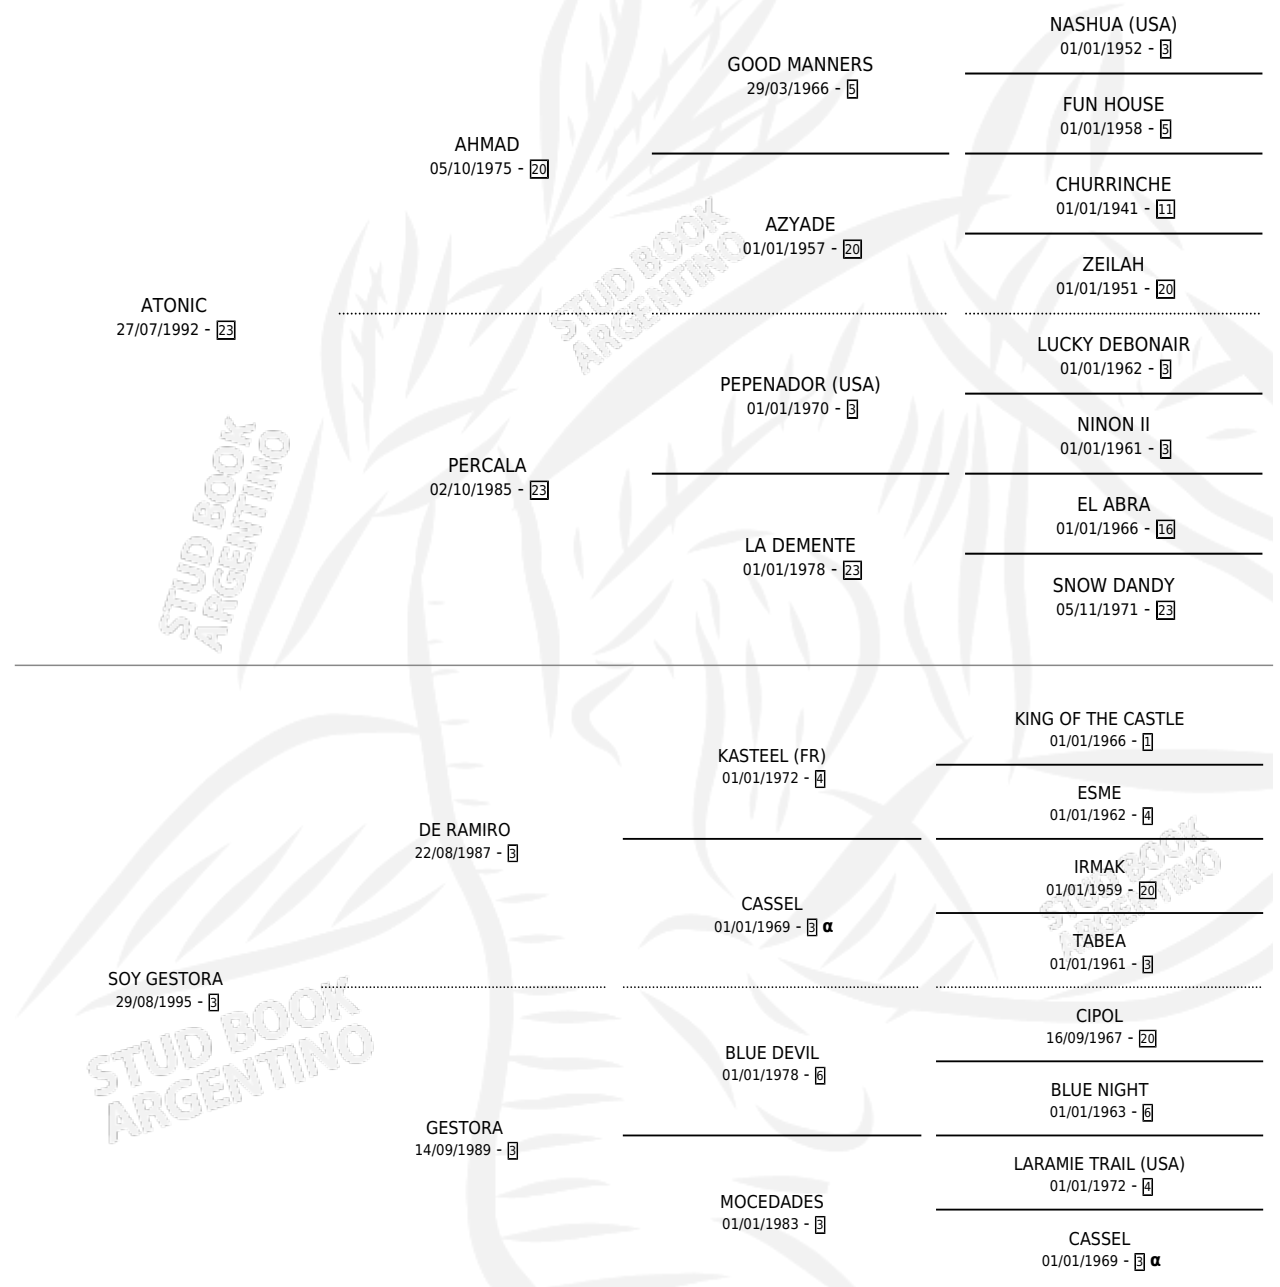 NASHUA (USA)
01/01/1952 - 3
GOOD MANNERS
29/03/1966 - 5
FUN HOUSE
01/01/1958 - 5
AHMAD
05/10/1975 - 20
CHURRINCHE
01/01/1941 - 11
AZYADE
01/01/1957 - 20
ZEILAH
01/01/1951 - 20
STUD BOOK
ARGENTINO
ATONIC
27/07/1992 - 23
LUCKY DEBONAIR
01/01/1962 - 3
PEPENADOR (USA)
01/01/1970 - 3
NINON II
01/01/1961 - 3
PERCALA
02/10/1985 - 23
EL ABRA
01/01/1966 - 16
LA DEMENTE
01/01/1978 - 23
SNOW DANDY
05/11/1971 - 23
STUD BOOK
ARGENTINO
KING OF THE CASTLE
01/01/1966 - 1
KASTEEL (FR)
01/01/1972 - 4
ESME
01/01/1962 - 4
DE RAMIRO
22/08/1987 - 3
IRMAK
01/01/1959 - 20
CASSEL
01/01/1969 - 3 α
TABEA
01/01/1961 - 3
STUD BOOK
ARGENTINO
SOY GESTORA
29/08/1995 - 3
CIPOL
16/09/1967 - 20
BLUE DEVIL
01/01/1978 - 6
BLUE NIGHT
01/01/1963 - 6
STUD BOOK
ARGENTINO
GESTORA
14/09/1989 - 3
LARAMIE TRAIL (USA)
01/01/1972 - 4
MOCEDADES
01/01/1983 - 3
CASSEL
01/01/1969 - 3 α